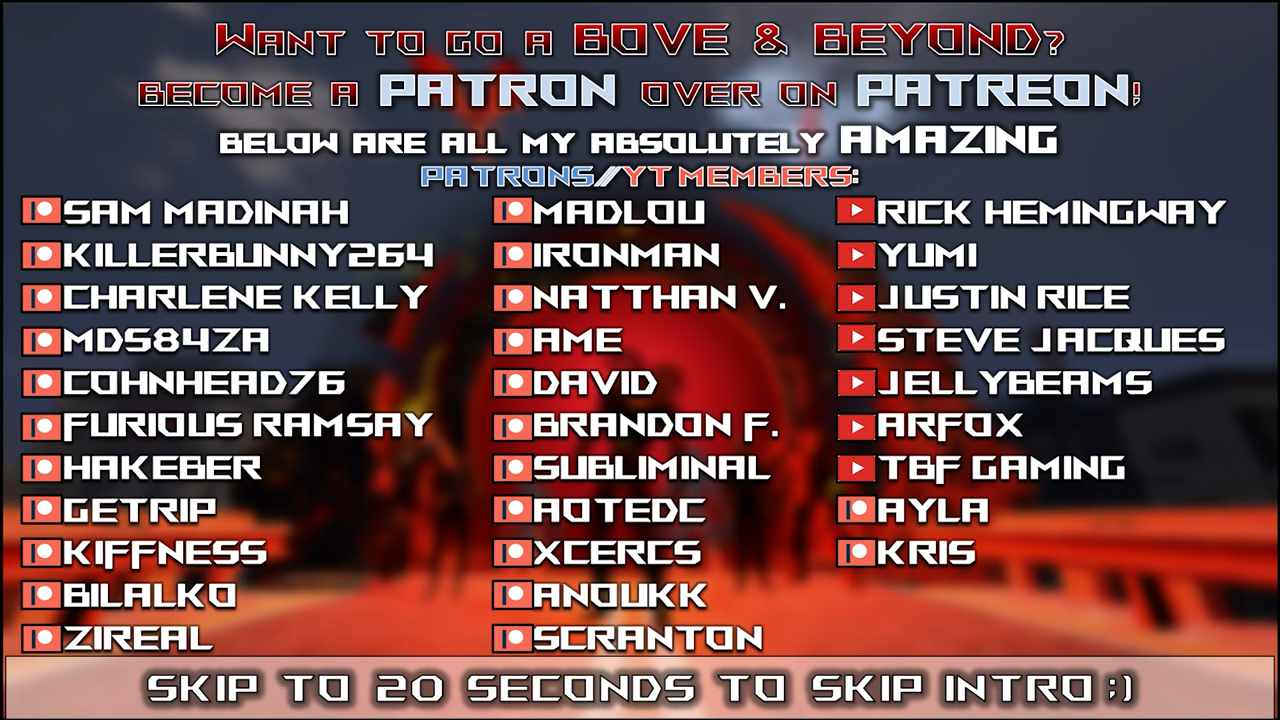 WANT TO GO A BOVE & BEYOND?
BECOME A PATRON OVER ON PATREON!
BELOW ARE ALL MY ABSOLUTELY AMAZING
PATRONS//YT MEMBERS:
SAM MADINAH
KILLERBUNNY264
CHARLENE KELLY
MDS84ZA
COHNHEAD76
FURIOUS RAMSAY
HAKEBER
GETRIP
KIFFNESS
BILALKO
ZIREAL
MADLOU
IRONMAN
NATTHAN V.
AME
DAVID
BRANDON F.
SUBLIMINAL
AOTEDC
XCERCS
ANOUKK
SCRANTON
RICK HEMINGWAY
YUMI
JUSTIN RICE
STEVE JACQUES
JELLYBEAMS
ARFOX
TBF GAMING
AYLA
KRIS
SKIP TO 20 SECONDS TO SKIP INTRO ;)